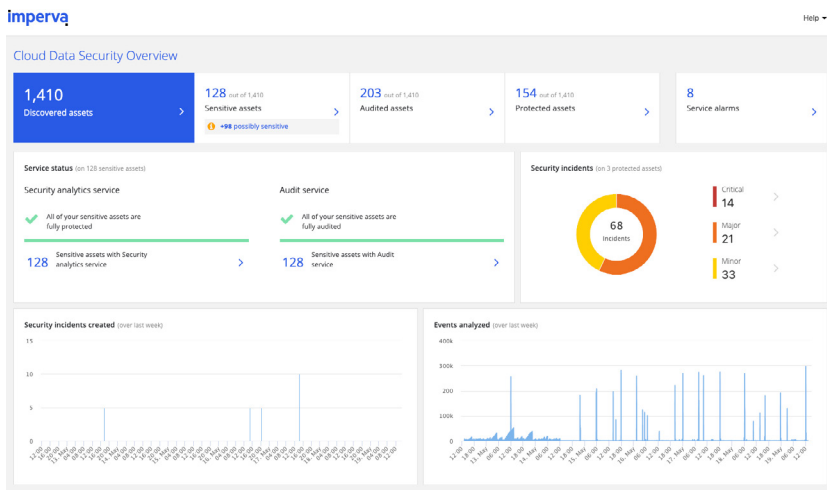 imperva
Help
Cloud Data Security Overview
1,410
Discovered assets
128 out of 1,410
Sensitive assets
+98 possibly sensitive
203 out of 1,410
Audited assets
154 out of 1,410
Protected assets
8
Service alarms
Service status (on 128 sensitive assets)
Security analytics service
All of your sensitive assets are
fully protected
128 Sensitive assets with Security
analytics service
Audit service
All of your sensitive assets are
fully audited
128 Sensitive assets with Audit
service
Security incidents (on 3 protected assets)
68
Incidents
Critical
14
Major
21
Minor
33
Security incidents created (over last week)
15
10
5
0
Events analyzed (over last week)
400k
300k
200
100k
0